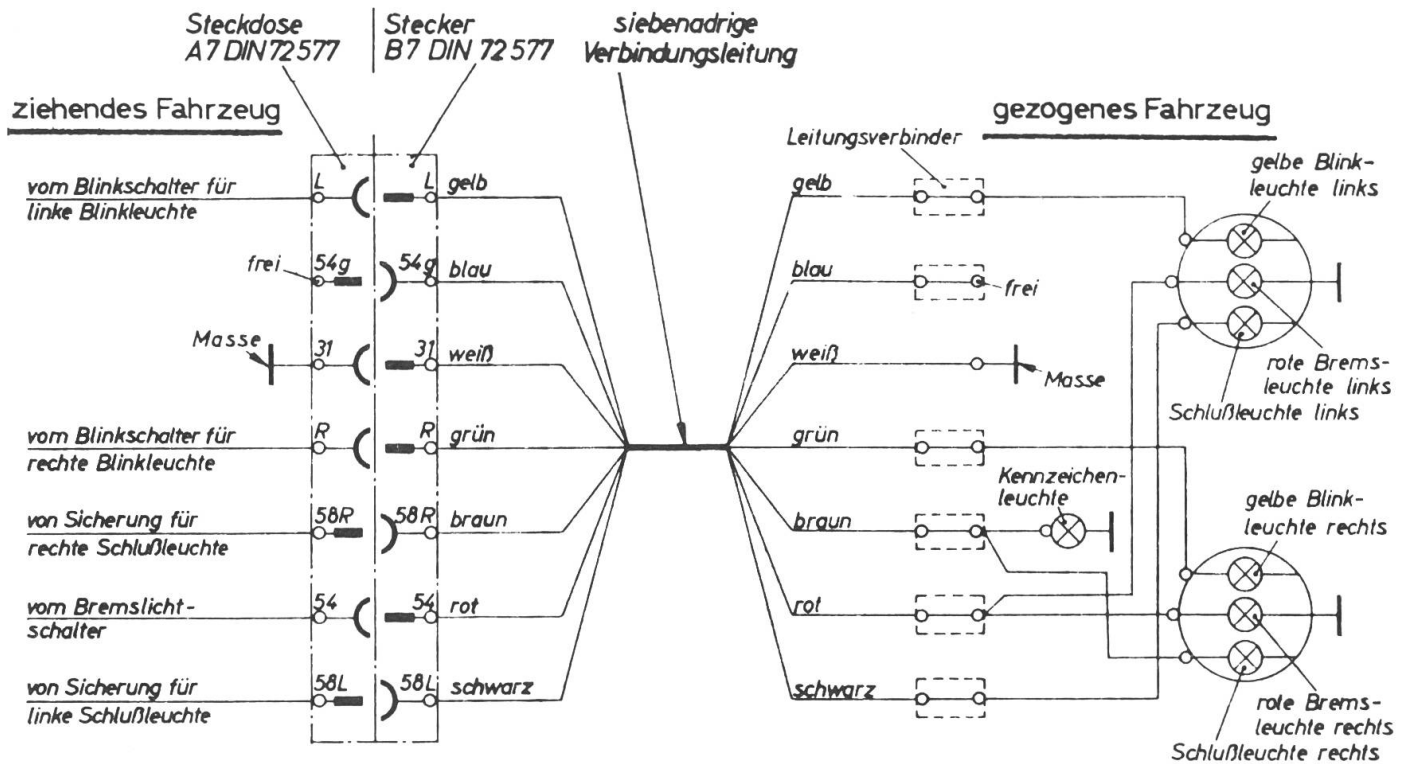 Steckdose
A7 DIN 72 577
Stecker
B7 DIN 72 577
siebenadrige
Verbindungsleitung
ziehendes Fahrzeug
gezogenes Fahrzeug
Leitungsverbinder
gelbe Blink-
leuchte links
vom Blinkschalter für
linke Blinkleuchte
L
L
gelb
gelb
frei
54g
54g
blau
blau
frei
Masse
31
31
weiß
weiß
Masse
rote Brems-
leuchte links
Schlußleuchte links
vom Blinkschalter für
rechte Blinkleuchte
R
R
grün
grün
Kennzeichen-
leuchte
gelbe Blink-
leuchte rechts
von Sicherung für
rechte Schlußleuchte
58R
58R
braun
braun
vom Bremslicht-
schalter
54
54
rot
rot
von Sicherung für
linke Schlußleuchte
58L
58L
schwarz
schwarz
rote Brems-
leuchte rechts
Schlußleuchte rechts